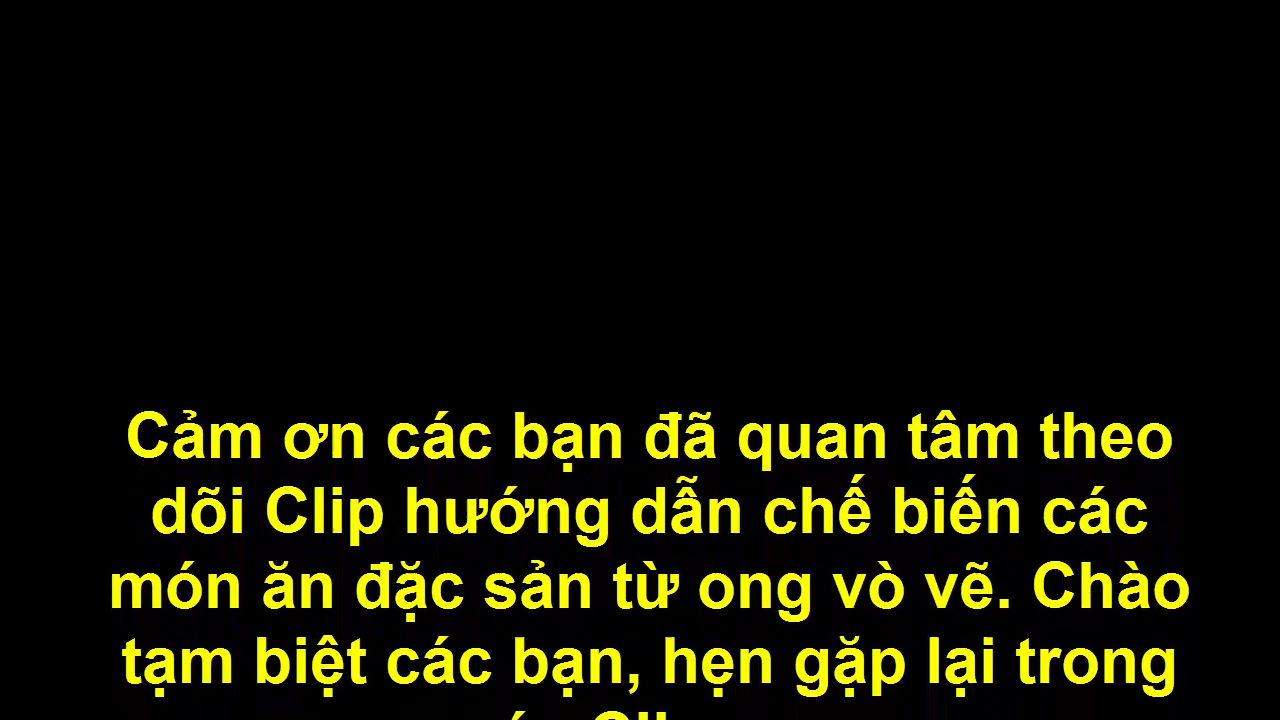 Cảm ơn các bạn đã quan tâm theo
dõi Clip hướng dẫn chế biến các
món ăn đặc sản từ ong vò vẽ. Chào
tạm biệt các bạn, hẹn gặp lại trong